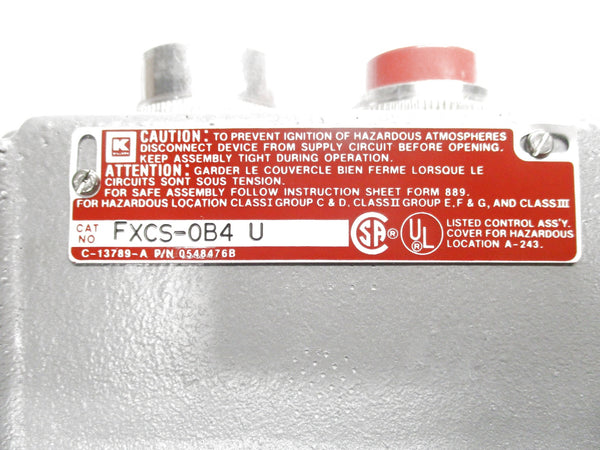 CAUTION: TO PREVENT IGNITION OF HAZARDOUS ATMOSPHERES
DISCONNECT DEVICE FROM SUPPLY CIRCUIT BEFORE OPENING.
KEEP ASSEMBLY TIGHT DURING OPERATION.
ATTENTION: GARDER LE COUVERCLE BIEN FERME LORSQUE LE
CIRCUITS SONT SOUS TENSION.
FOR SAFE ASSEMBLY FOLLOW INSTRUCTION SHEET FORM 889.
FOR HAZARDOUS LOCATION CLASS I GROUP C & D. CLASS II GROUP E, F & G, AND CLASS III
CAT NO FXCS-0B4 U
SA ® UL ®
LISTED CONTROL ASS'Y.
COVER FOR HAZARDOUS
LOCATION A-243.
C-13789-A P/N 0548476B